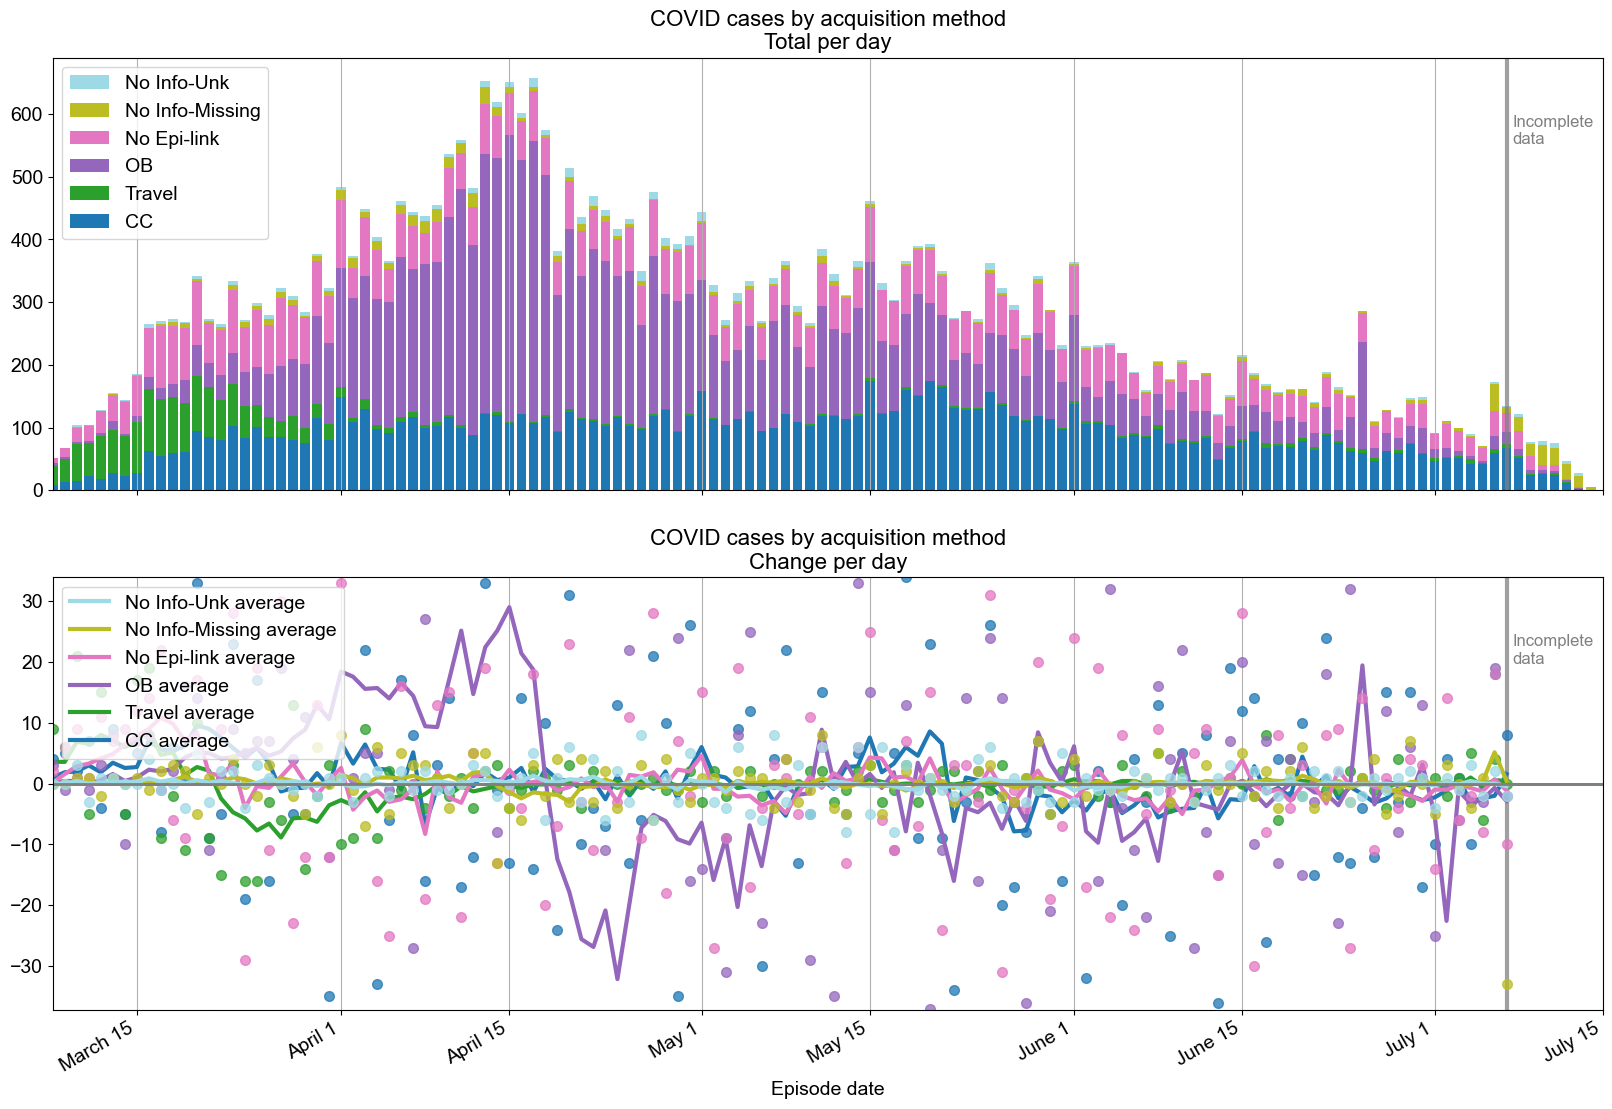 COVID cases by acquisition method
Total per day
No Info-Unk
No Info-Missing
No Epi-link
OB
Travel
CC
Incomplete
data
600
500
400
300
200
100
0
COVID cases by acquisition method
Change per day
No Info-Unk average
No Info-Missing average
No Epi-link average
OB average
Travel average
CC average
Incomplete
data
30
20
10
0
−10
−20
−30
March 15
April 1
April 15
May 1
May 15
June 1
June 15
July 1
July 15
Episode date